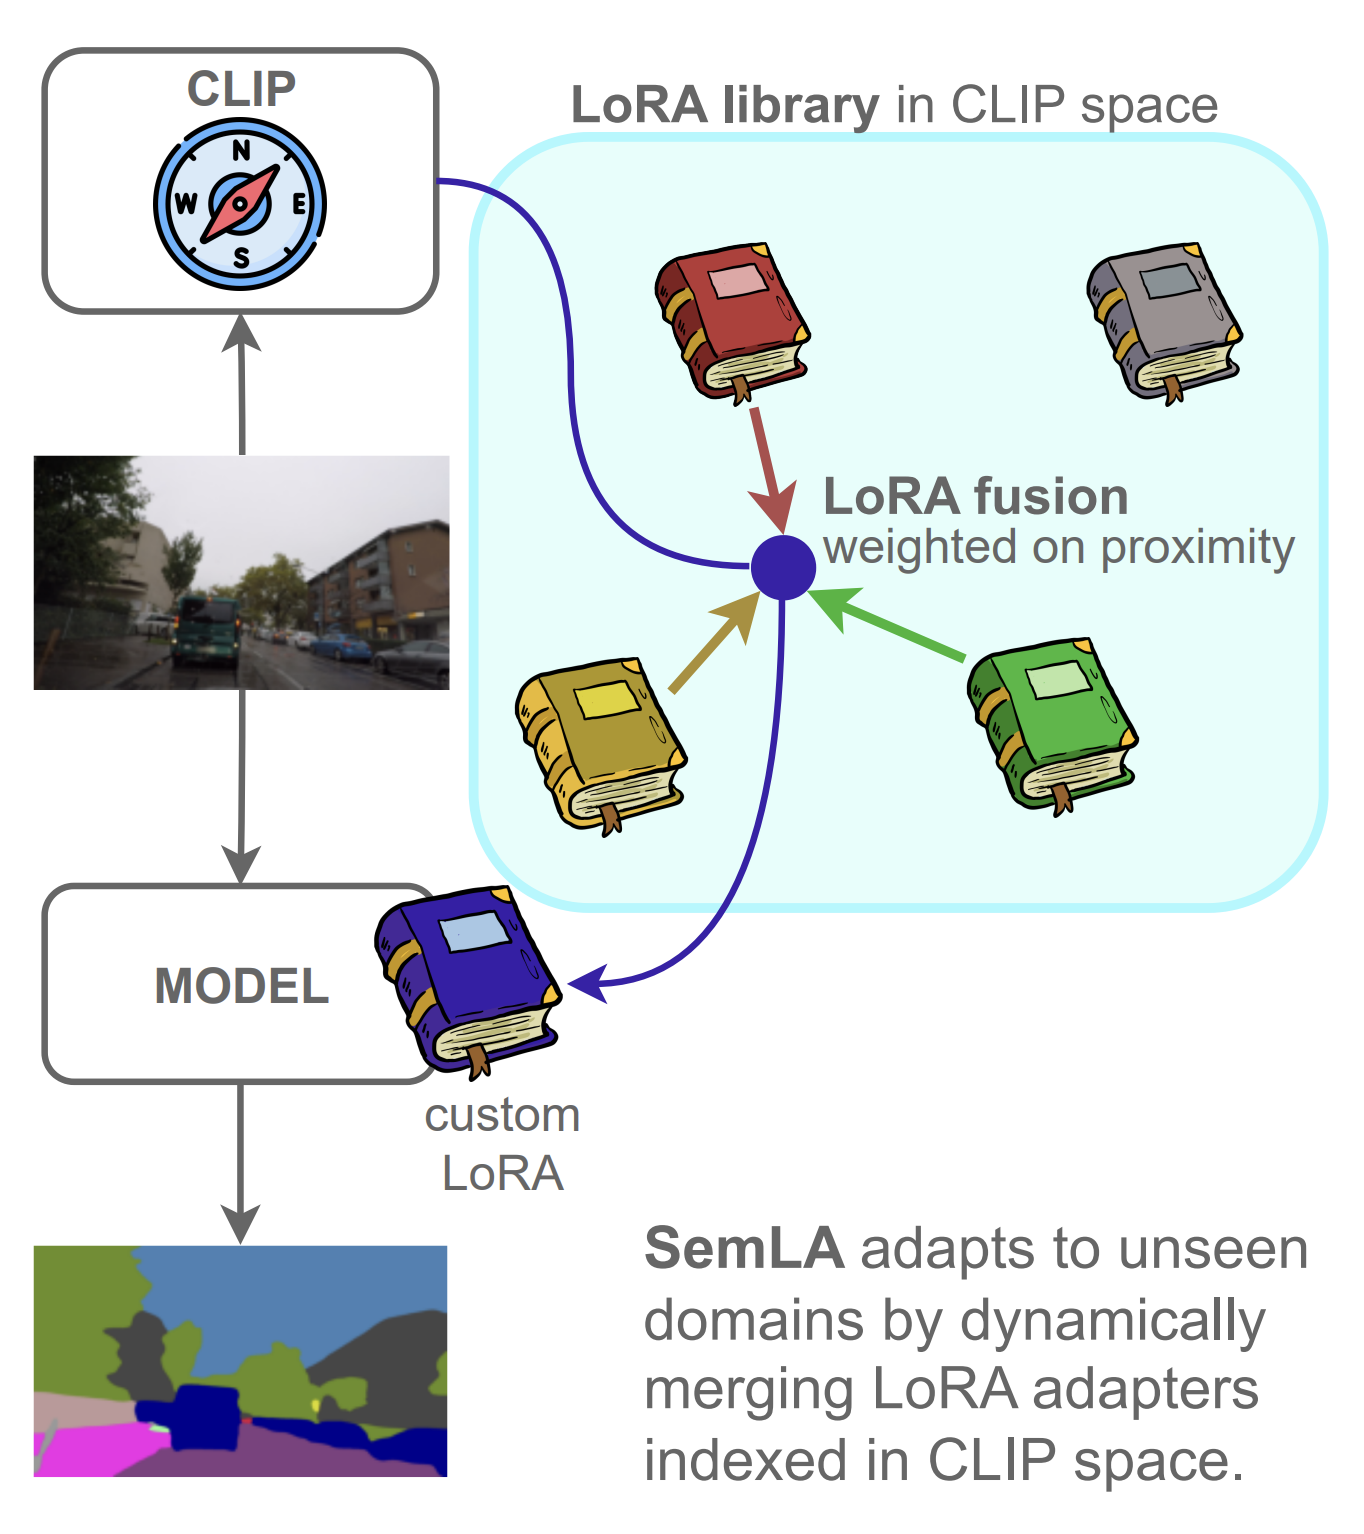 CLIP
N
W
E
S
LoRA library in CLIP space
LoRA fusion
weighted on proximity
MODEL
custom
LoRA
SemLA adapts to unseen
domains by dynamically
merging LoRA adapters
indexed in CLIP space.